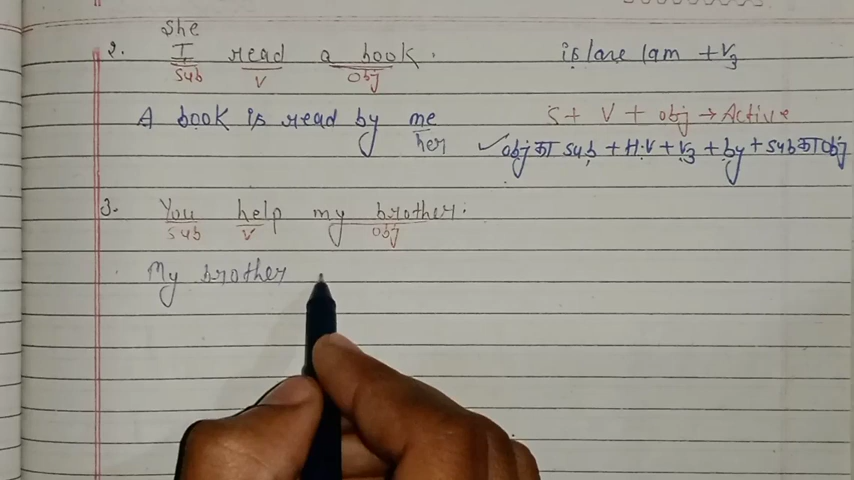 she
2. I read a book. is/are/am + V3
sub V obj
A book is read by me S + V + obj → Active
her ✓obj का sub + H.V + V3 + by + sub का obj
3. You help my brother.
sub V obj
My brother